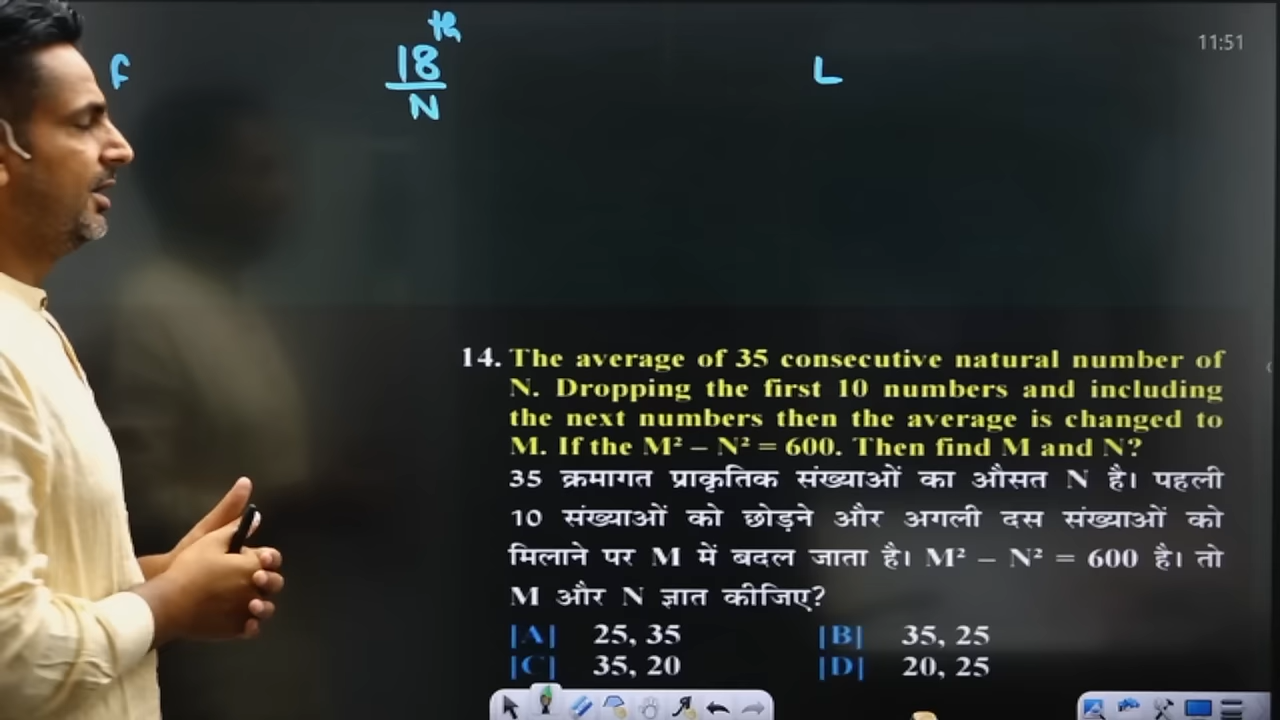 11:51
F 18th L
N
14. The average of 35 consecutive natural number of
N. Dropping the first 10 numbers and including
the next numbers then the average is changed to
M. If the M² – N² = 600. Then find M and N?
35 क्रमागत प्राकृतिक संख्याओं का औसत N है। पहली
10 संख्याओं को छोड़ने और अगली दस संख्याओं को
मिलाने पर M में बदल जाता है। M² – N² = 600 है। तो
M और N ज्ञात कीजिए?
[A] 25, 35 [B] 35, 25
[C] 35, 20 [D] 20, 25